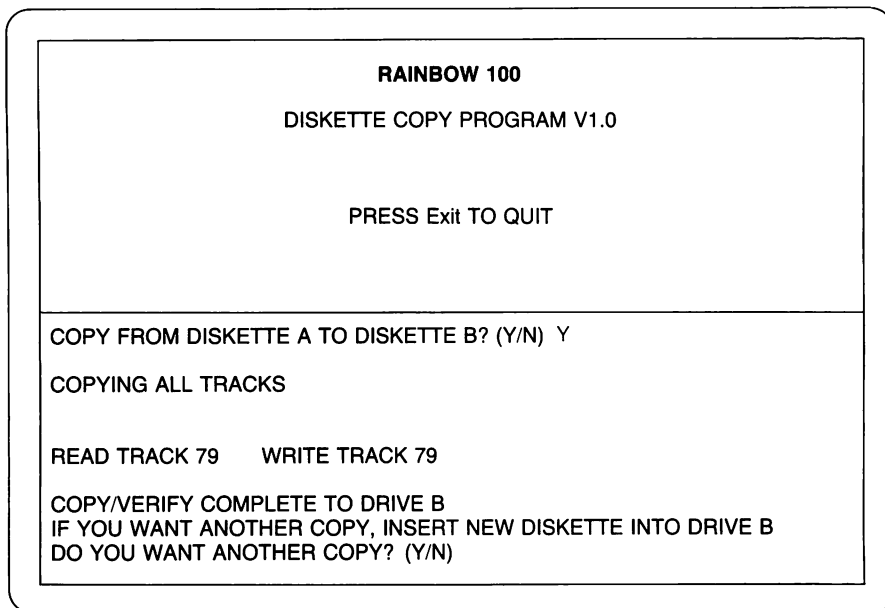 RAINBOW 100
DISKETTE COPY PROGRAM V1.0
PRESS Exit TO QUIT
COPY FROM DISKETTE A TO DISKETTE B? (Y/N) Y
COPYING ALL TRACKS
READ TRACK 79 WRITE TRACK 79
COPY/VERIFY COMPLETE TO DRIVE B
IF YOU WANT ANOTHER COPY, INSERT NEW DISKETTE INTO DRIVE B
DO YOU WANT ANOTHER COPY? (Y/N)